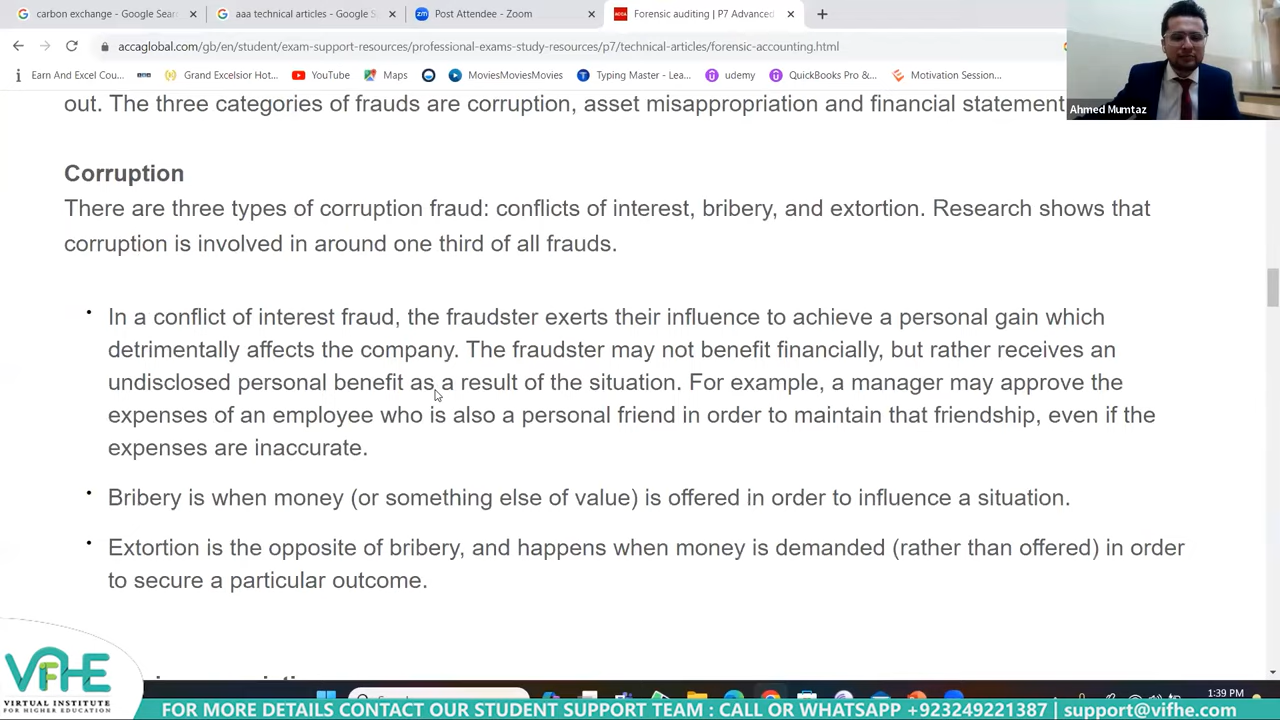 carbon exchange - Google Sear
aaa technical articles - Google S
zm Post Attendee - Zoom
ACCA Forensic auditing | P7 Advanced
accaglobal.com/gb/en/student/exam-support-resources/professional-exams-study-resources/p7/technical-articles/forensic-accounting.html
Earn And Excel Cou... Grand Excelsior Hot... YouTube Maps MoviesMoviesMovies Typing Master - Lea... udemy QuickBooks Pro &... Motivation Session...
Ahmed Mumtaz
out. The three categories of frauds are corruption, asset misappropriation and financial statement
Corruption
There are three types of corruption fraud: conflicts of interest, bribery, and extortion. Research shows that
corruption is involved in around one third of all frauds.
• In a conflict of interest fraud, the fraudster exerts their influence to achieve a personal gain which
detrimentally affects the company. The fraudster may not benefit financially, but rather receives an
undisclosed personal benefit as a result of the situation. For example, a manager may approve the
expenses of an employee who is also a personal friend in order to maintain that friendship, even if the
expenses are inaccurate.
• Bribery is when money (or something else of value) is offered in order to influence a situation.
• Extortion is the opposite of bribery, and happens when money is demanded (rather than offered) in order
to secure a particular outcome.
1:39 PM
VIFHE
VIRTUAL INSTITUTE
FOR HIGHER EDUCATION
FOR MORE DETAILS CONTACT OUR STUDENT SUPPORT TEAM : CALL OR WHATSAPP +923249221387 | support@vifhe.com